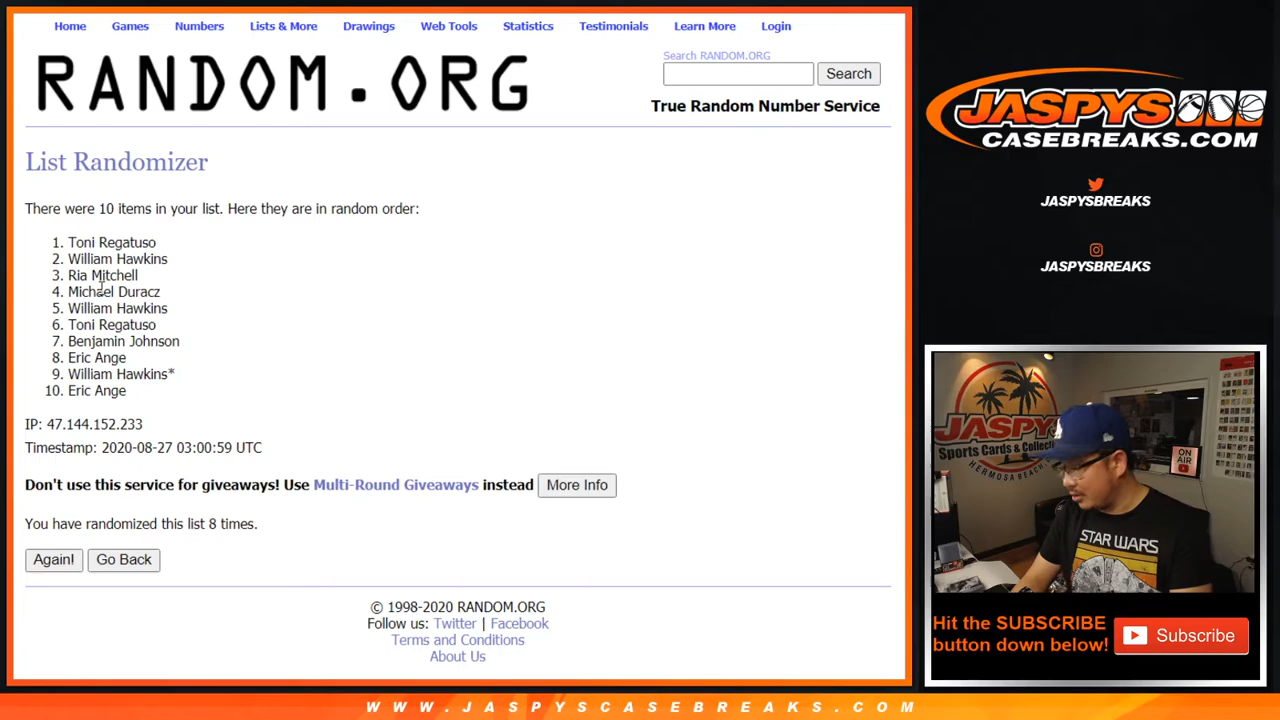 Home Games Numbers Lists & More Drawings Web Tools Statistics Testimonials Learn More Login
RANDOM.ORG
Search RANDOM.ORG
Search
True Random Number Service
List Randomizer
There were 10 items in your list. Here they are in random order:
1. Toni Regatuso
2. William Hawkins
3. Ria Mitchell
4. Michael Duracz
5. William Hawkins
6. Toni Regatuso
7. Benjamin Johnson
8. Eric Ange
9. William Hawkins*
10. Eric Ange
IP: 47.144.152.233
Timestamp: 2020-08-27 03:00:59 UTC
Don't use this service for giveaways! Use Multi-Round Giveaways instead More Info
You have randomized this list 8 times.
Again! Go Back
© 1998-2020 RANDOM.ORG
Follow us: Twitter | Facebook
Terms and Conditions
About Us
JASPYS
CASEBREAKS.COM
JASPYSBREAKS
JASPYSBREAKS
JASPYS
Sports Cards & Collectibles
HERMOSA BEACH
ON AIR
STAR WARS
Hit the SUBSCRIBE
button down below!
Subscribe
WWW.JASPYSCASEBREAKS.COM